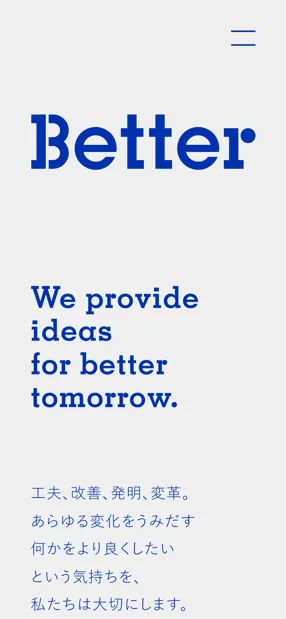 Better
We provide
ideas
for better
tomorrow.
工夫、改善、発明、変革。
あらゆる変化をうみだす
何かをより良くしたい
という気持ちを、
私たちは大切にします。